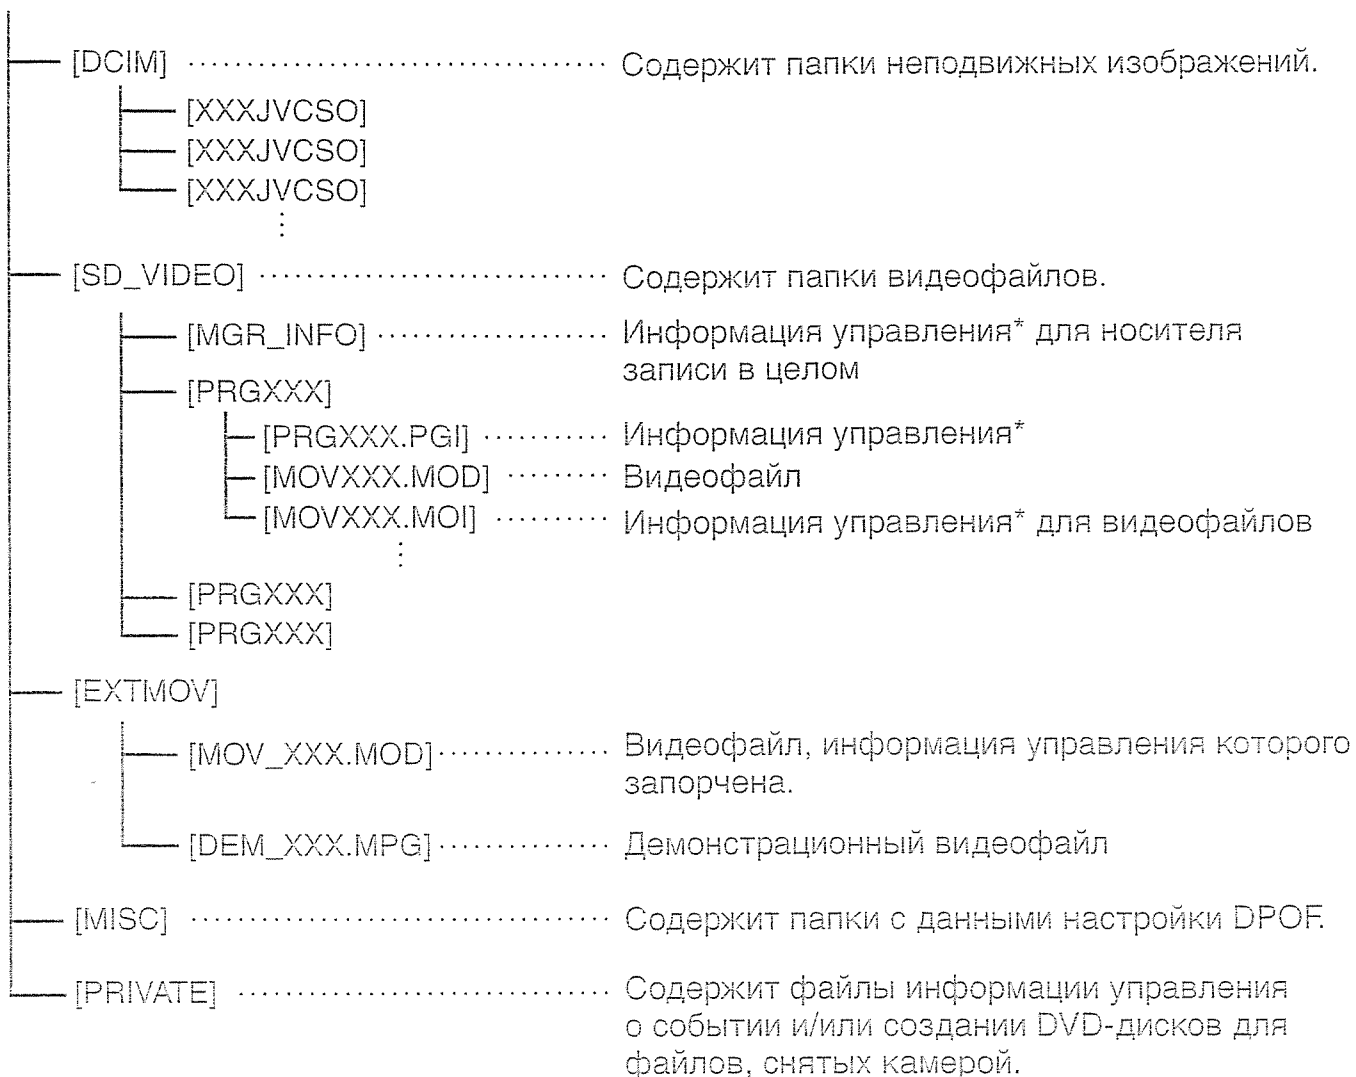 [DCIM] ................................ Содержит папки неподвижных изображений.
[XXXJVCSO]
[XXXJVCSO]
[XXXJVCSO]
[SD_VIDEO] ............................ Содержит папки видеофайлов.
[MGR_INFO] .................. Информация управления* для носителя
записи в целом
[PRGXXX]
[PRGXXX.PGI] ........... Информация управления*
[MOVXXX.MOD] ......... Видеофайл
[MOVXXX.MOI] .......... Информация управления* для видеофайлов
[PRGXXX]
[PRGXXX]
[EXTMOV]
[MOV_XXX.MOD] .............. Видеофайл, информация управления которого
запорчена.
[DEM_XXX.MPG] .............. Демонстрационный видеофайл
[MISC] ................................ Содержит папки с данными настройки DPOF.
[PRIVATE] ............................. Содержит файлы информации управления
о событии и/или создании DVD-дисков для
файлов, снятых камерой.